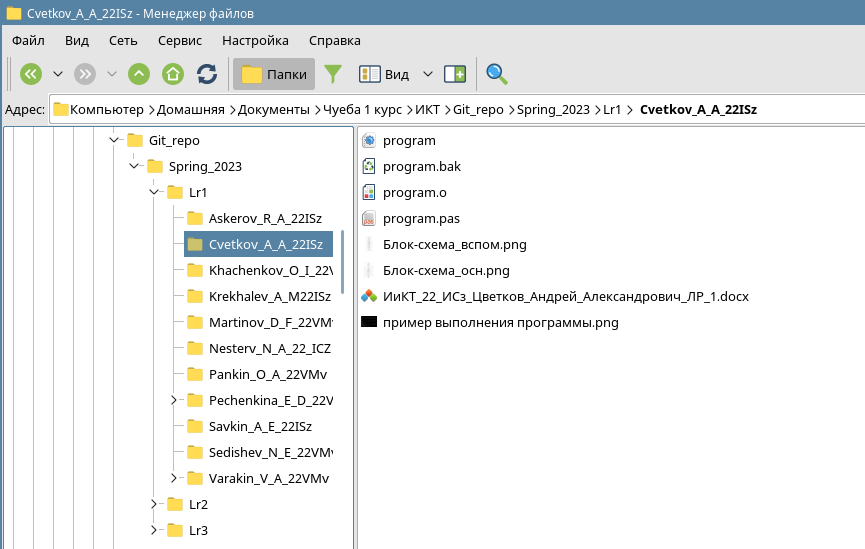 Cvetkov_A_A_22ISz - Менеджер файлов
Файл Вид Сеть Сервис Настройка Справка
Папки Вид
Адрес: Компьютер Домашняя Документы Чуеба 1 курс ИКТ Git_repo Spring_2023 Lr1 Cvetkov_A_A_22ISz
Git_repo
Spring_2023
Lr1
Askerov_R_A_22ISz
Cvetkov_A_A_22ISz
Khachenkov_O_I_22V
Krekhalev_A_M22ISz
Martinov_D_F_22VM
Nesterv_N_A_22_ICZ
Pankin_O_A_22VMv
Pechenkina_E_D_22V
Savkin_A_E_22ISz
Sedishev_N_E_22VMv
Varakin_V_A_22VMv
Lr2
Lr3
program
program.bak
program.o
program.pas
Блок-схема_вспом.png
Блок-схема_осн.png
ИиКТ_22_ИСз_Цветков_Андрей_Александрович_ЛР_1.docx
пример выполнения программы.png